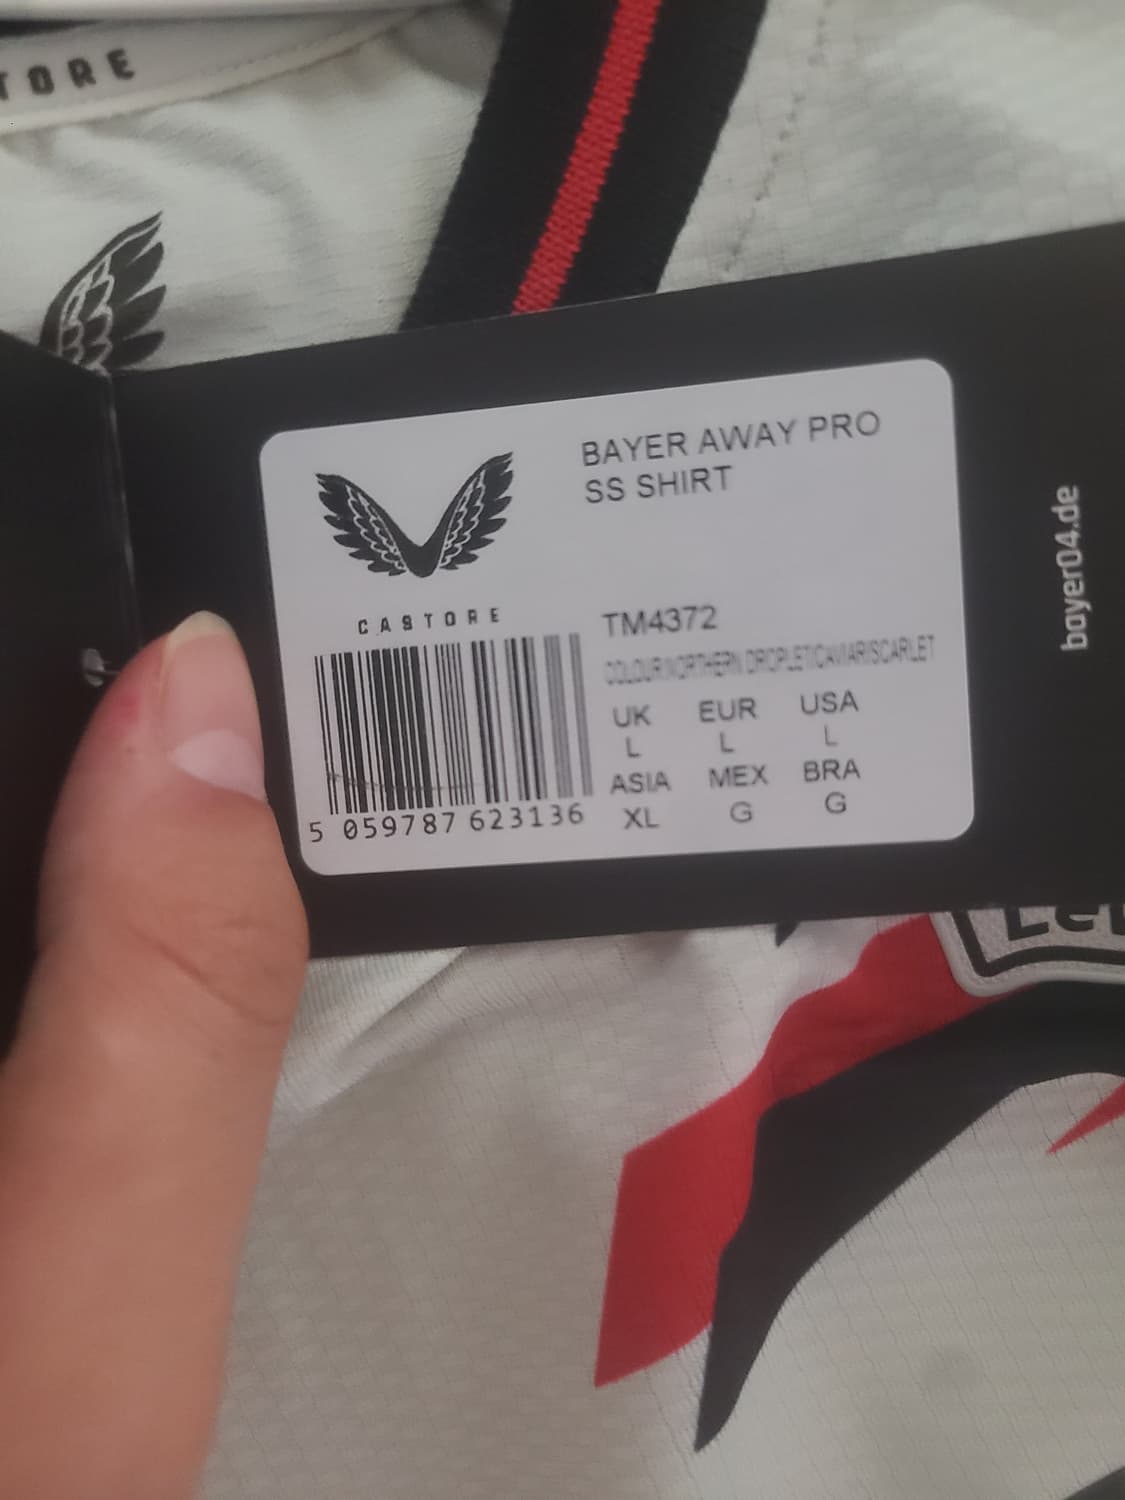 TORE
BAYER AWAY PRO
SS SHIRT
CASTORE
TM4372
COLOUR:NORTHERN DROPLET/CAVIAR/SCARLET
UK EUR USA
L L L
ASIA MEX BRA
XL G G
5 059787 623136
bayer04.de